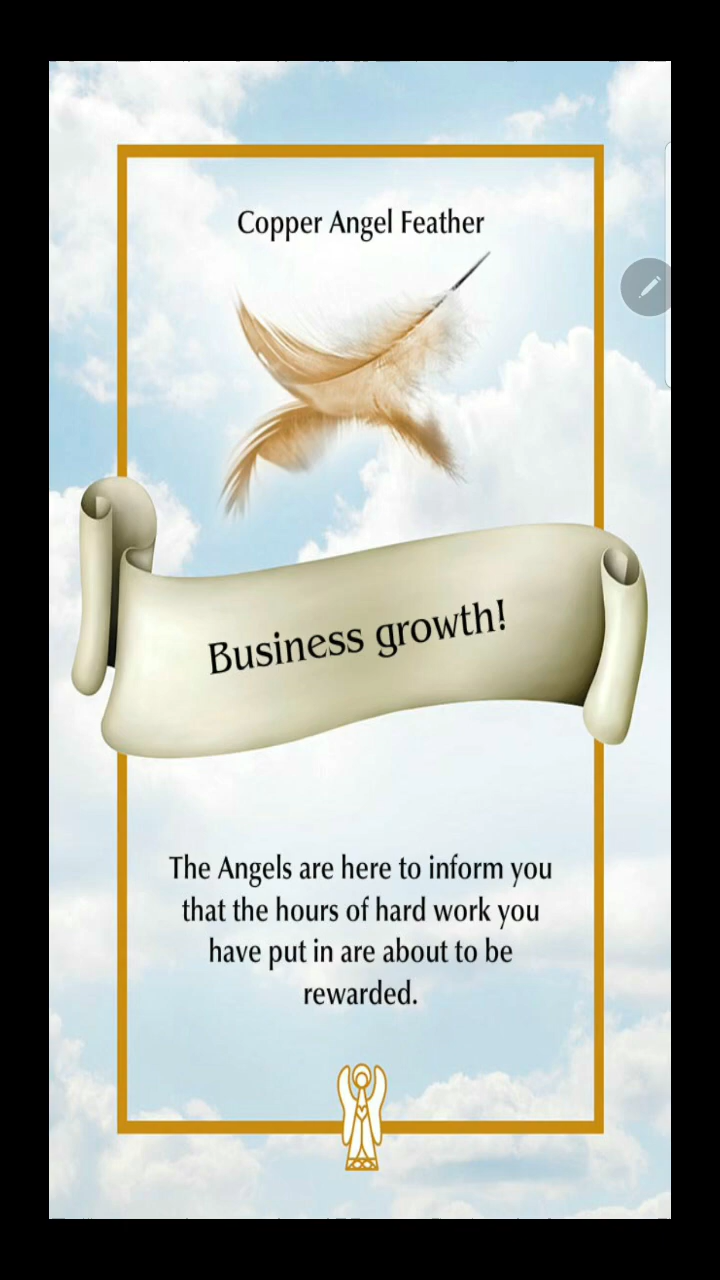 Copper Angel Feather
Business growth!
The Angels are here to inform you
that the hours of hard work you
have put in are about to be
rewarded.